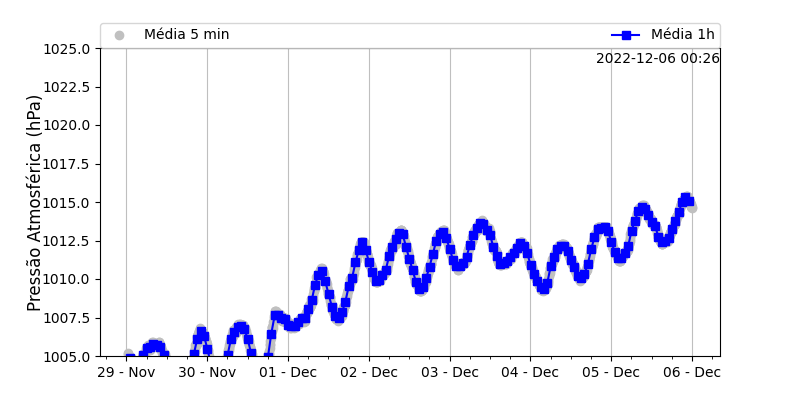 Média 5 min
Média 1h
2022-12-06 00:26
Pressão Atmosférica (hPa)
1025.0
1022.5
1020.0
1017.5
1015.0
1012.5
1010.0
1007.5
1005.0
29 - Nov
30 - Nov
01 - Dec
02 - Dec
03 - Dec
04 - Dec
05 - Dec
06 - Dec